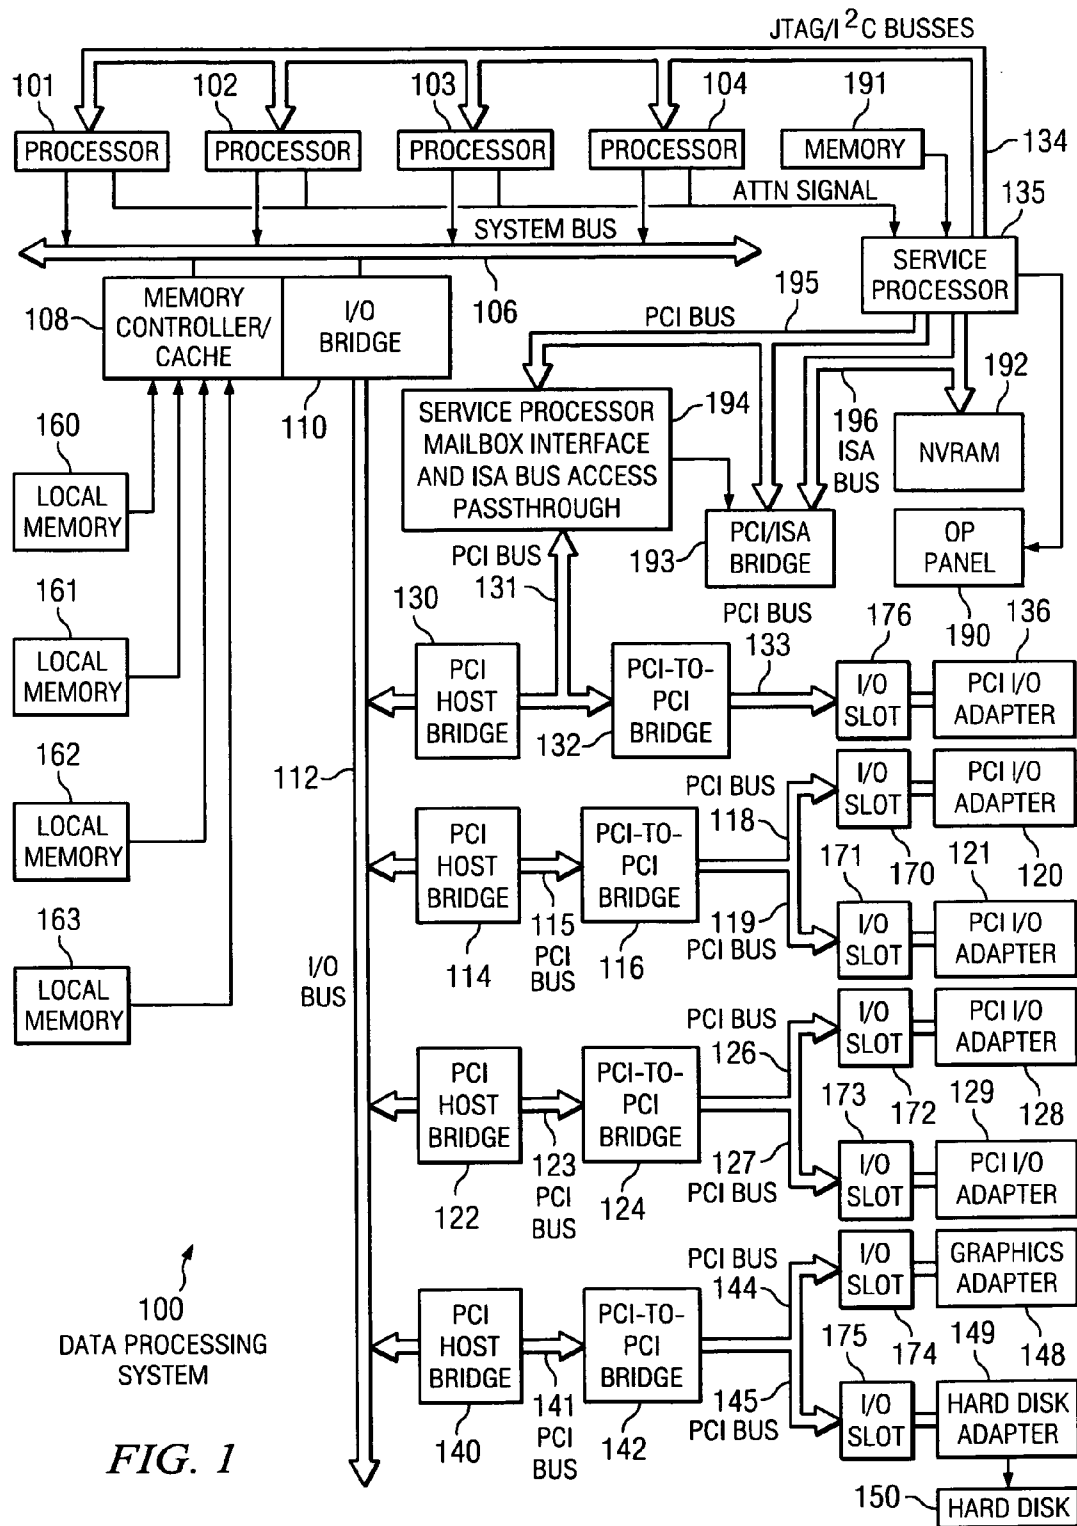 JTAG/I²C BUSSES
101
102
103
104
191
134
PROCESSOR
PROCESSOR
PROCESSOR
PROCESSOR
MEMORY
ATTN SIGNAL
135
SYSTEM BUS
SERVICE
PROCESSOR
106
108
MEMORY
CONTROLLER/
CACHE
I/O
BRIDGE
110
PCI BUS
195
194
SERVICE PROCESSOR
MAILBOX INTERFACE
AND ISA BUS ACCESS
PASSTHROUGH
196
ISA
BUS
192
NVRAM
193
PCI/ISA
BRIDGE
OP
PANEL
190
160
LOCAL
MEMORY
161
LOCAL
MEMORY
162
LOCAL
MEMORY
163
LOCAL
MEMORY
112
I/O
BUS
PCI BUS
131
130
PCI
HOST
BRIDGE
132
PCI-TO-
PCI
BRIDGE
PCI BUS
133
176
I/O
SLOT
136
PCI I/O
ADAPTER
PCI
HOST
BRIDGE
114
115
PCI
BUS
PCI-TO-
PCI
BRIDGE
116
PCI BUS
118
I/O
SLOT
170
PCI I/O
ADAPTER
120
119
PCI BUS
171
I/O
SLOT
121
PCI I/O
ADAPTER
PCI
HOST
BRIDGE
122
123
PCI
BUS
PCI-TO-
PCI
BRIDGE
124
PCI BUS
126
I/O
SLOT
172
PCI I/O
ADAPTER
128
127
PCI BUS
173
I/O
SLOT
129
PCI I/O
ADAPTER
PCI
HOST
BRIDGE
140
141
PCI
BUS
PCI-TO-
PCI
BRIDGE
142
PCI BUS
144
I/O
SLOT
174
GRAPHICS
ADAPTER
148
145
PCI BUS
175
I/O
SLOT
149
HARD DISK
ADAPTER
150
HARD DISK
100
DATA PROCESSING
SYSTEM
FIG. 1